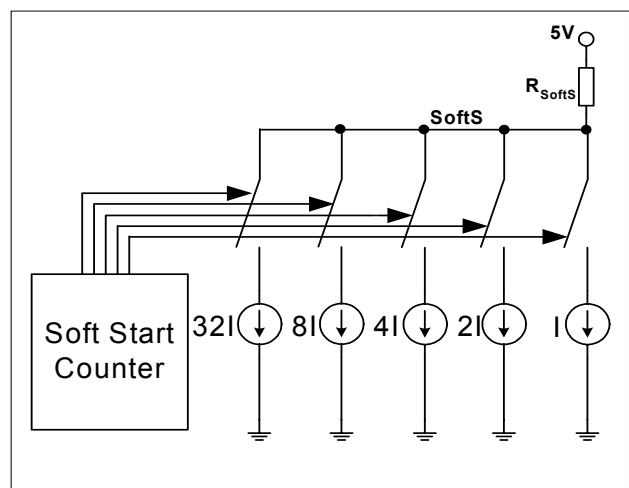 5V
R_SoftS
SoftS
Soft Start
Counter
32I
8I
4I
2I
I